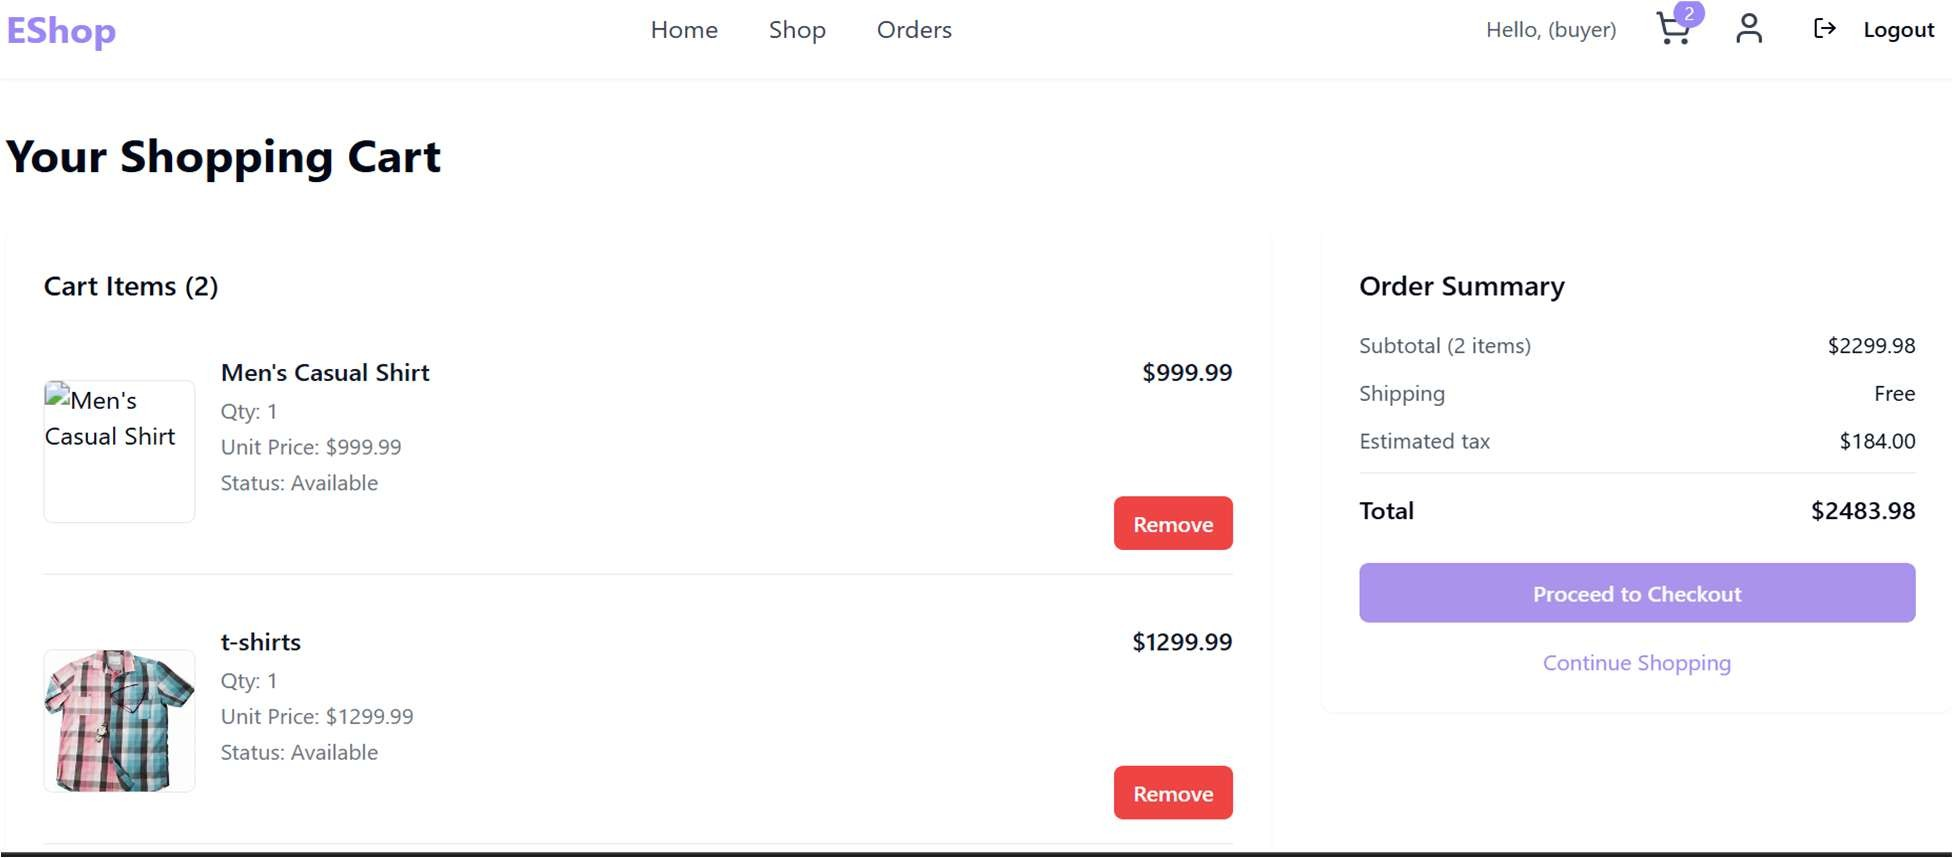 EShop
Home Shop Orders
Hello, (buyer) 2 Logout
Your Shopping Cart
Cart Items (2)
Men's Casual Shirt
Men's Casual Shirt $999.99
Qty: 1
Unit Price: $999.99
Status: Available
Remove
t-shirts $1299.99
Qty: 1
Unit Price: $1299.99
Status: Available
Remove
Order Summary
Subtotal (2 items) $2299.98
Shipping Free
Estimated tax $184.00
Total $2483.98
Proceed to Checkout
Continue Shopping